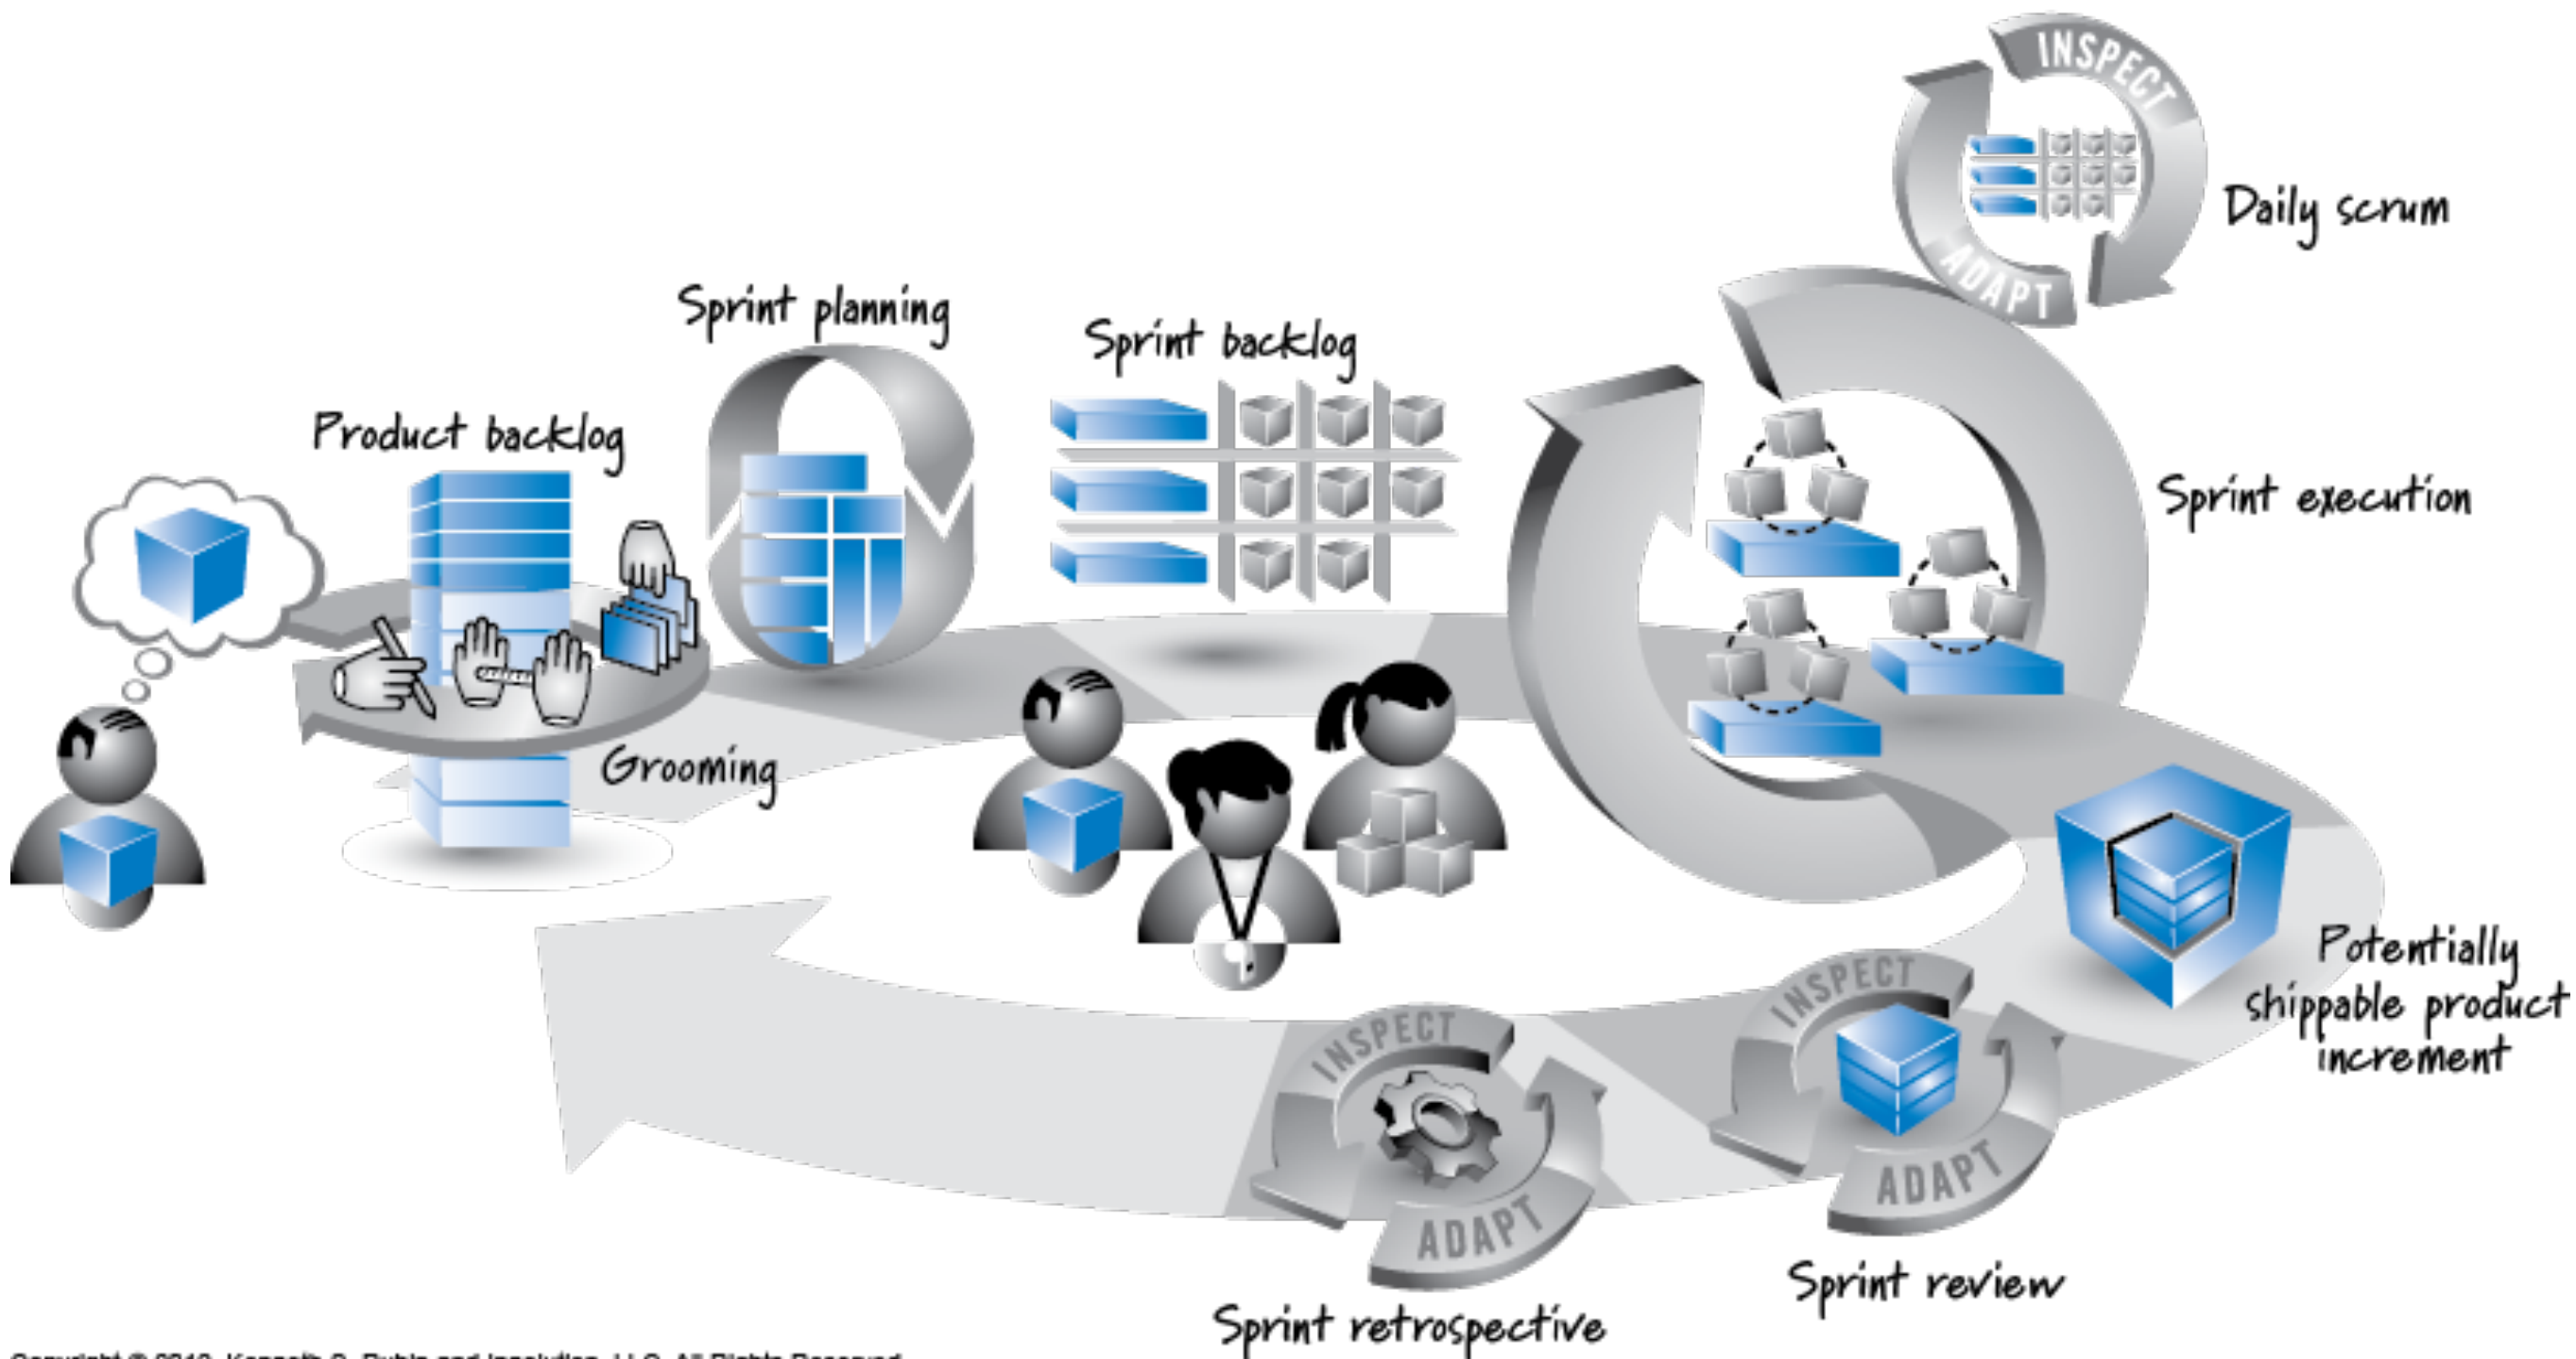 INSPECT
ADAPT
Daily scrum
Sprint planning
Sprint backlog
Product backlog
Sprint execution
Grooming
Potentially
shippable product
increment
INSPECT
ADAPT
Sprint review
INSPECT
ADAPT
Sprint retrospective